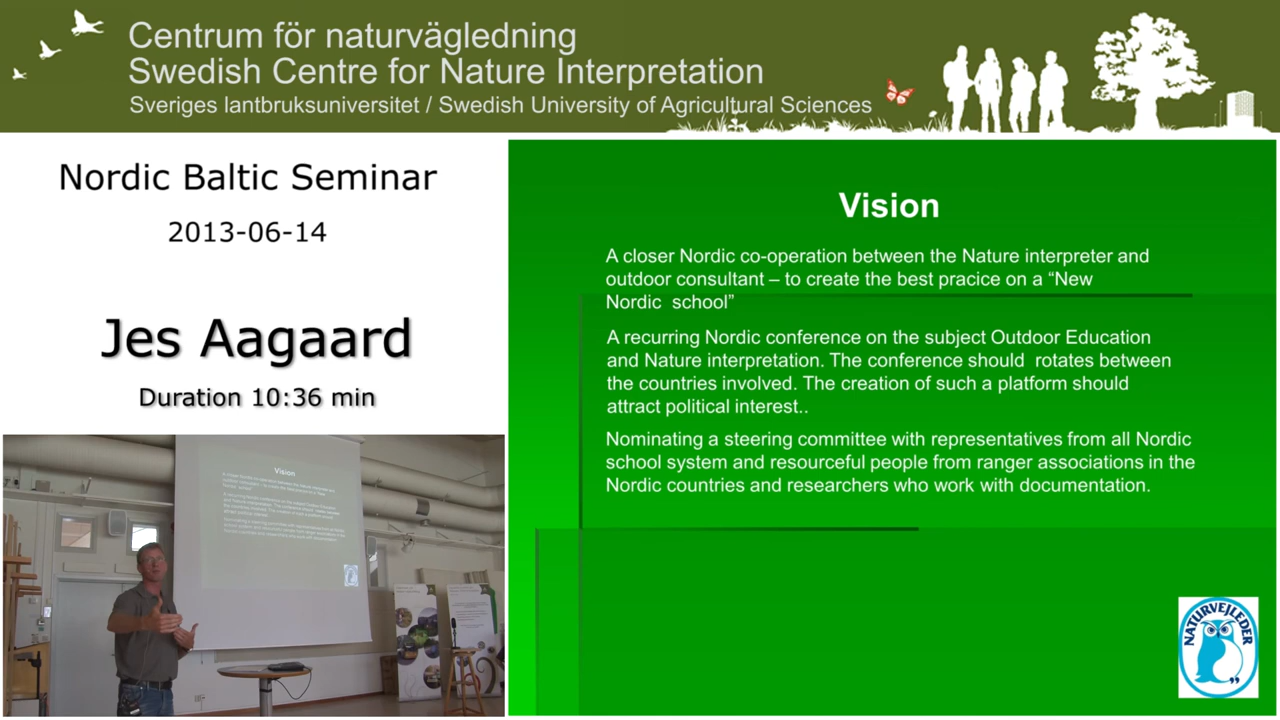 Centrum för naturvägledning
Swedish Centre for Nature Interpretation
Sveriges lantbruksuniversitet / Swedish University of Agricultural Sciences
Nordic Baltic Seminar
2013-06-14
Jes Aagaard
Duration 10:36 min
Vision
A closer Nordic co-operation between the Nature interpreter and
outdoor consultant – to create the best pracice on a “New
Nordic school”
A recurring Nordic conference on the subject Outdoor Education
and Nature interpretation. The conference should rotates between
the countries involved. The creation of such a platform should
attract political interest..
Nominating a steering committee with representatives from all Nordic
school system and resourceful people from ranger associations in the
Nordic countries and researchers who work with documentation.
NATURVEJLEDER
Vision